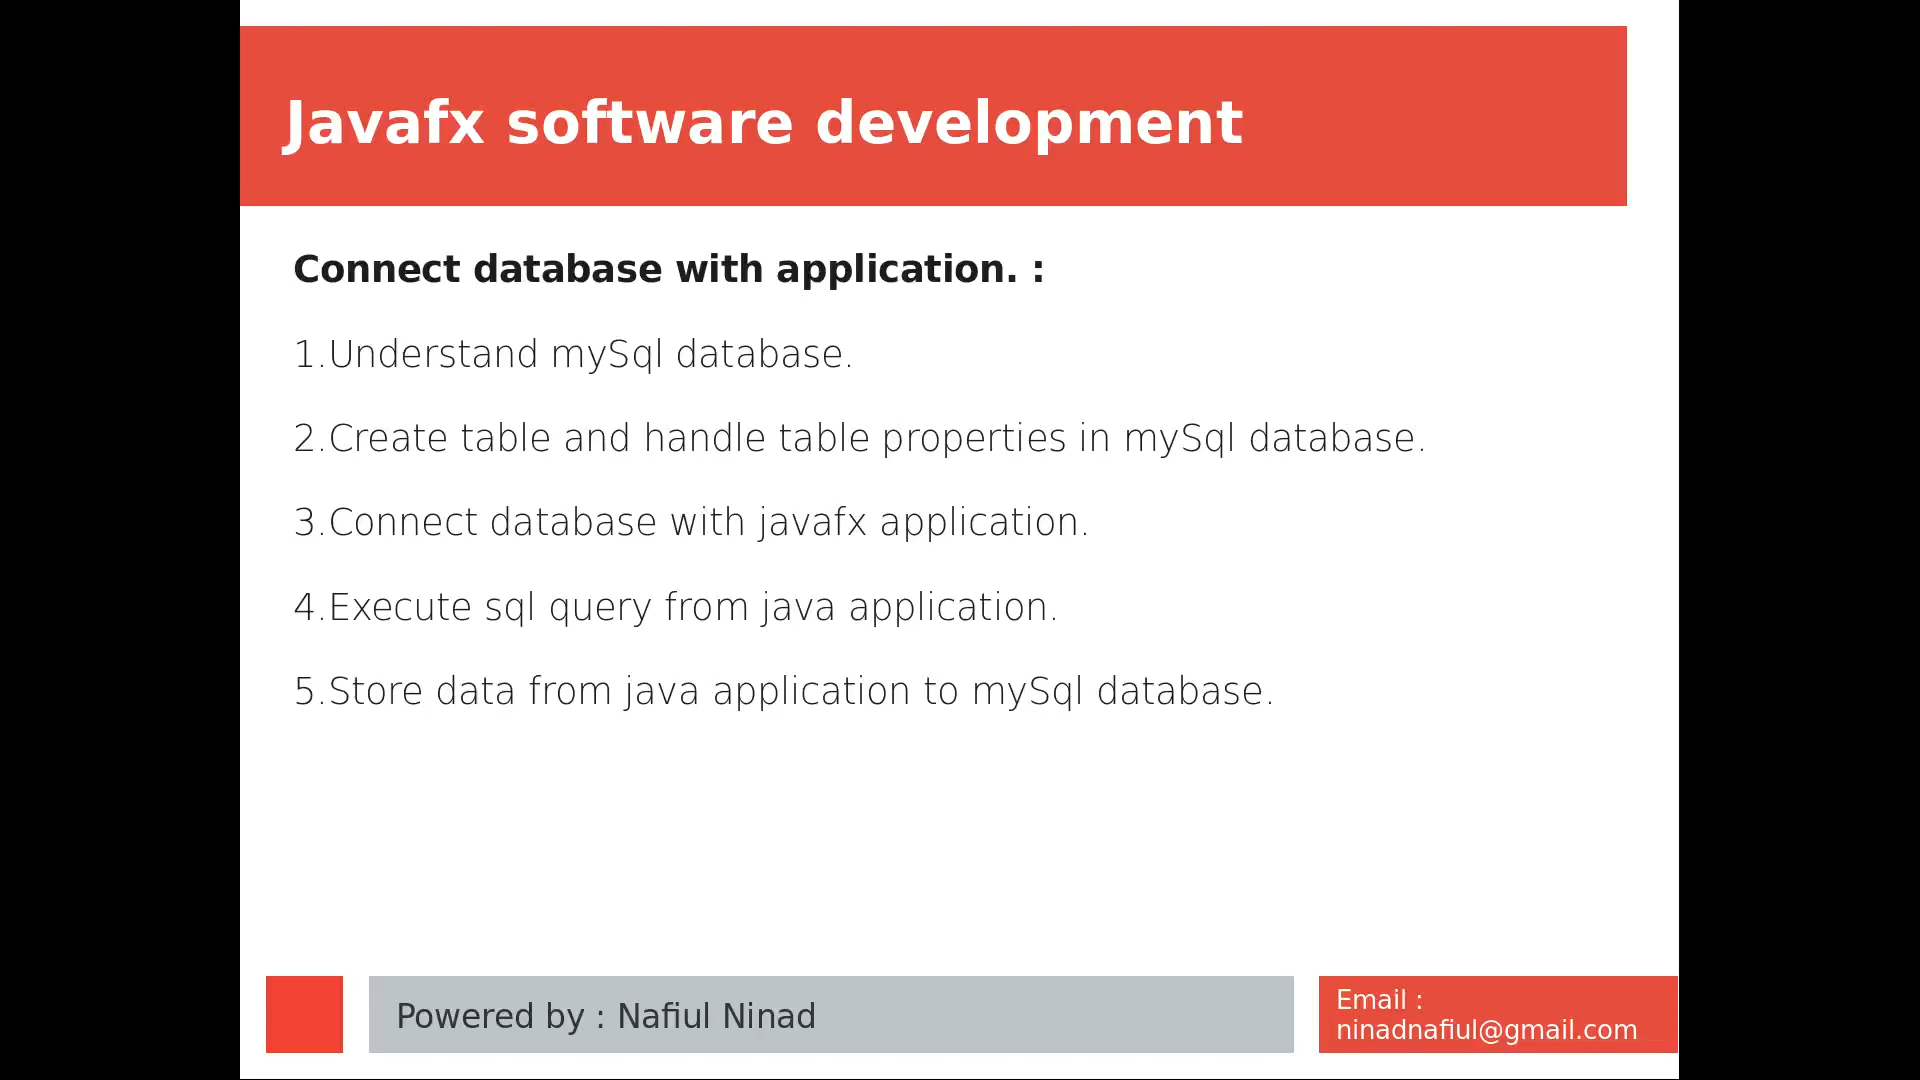 Javafx software development
Connect database with application. :
1.Understand mySql database.
2.Create table and handle table properties in mySql database.
3.Connect database with javafx application.
4.Execute sql query from java application.
5.Store data from java application to mySql database.
Powered by : Nafiul Ninad
Email :
ninadnafiul@gmail.com